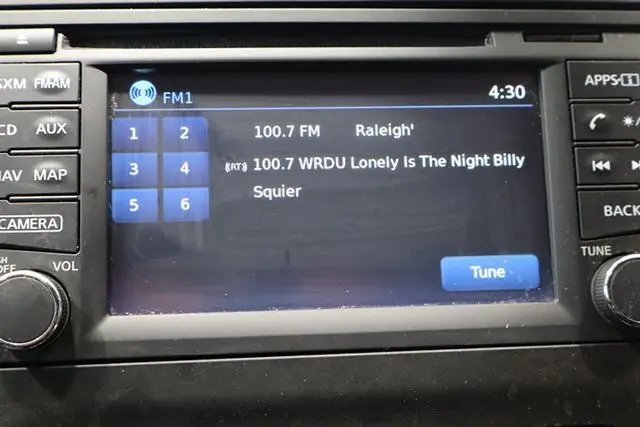 SXM FM·AM
FM1
4:30
APPS·i
CD AUX
1 2
100.7 FM Raleigh'
NAV MAP
3 4
((RT)) 100.7 WRDU Lonely Is The Night Billy
Squier
5 6
CAMERA
BACK
VOL
Tune
TUNE